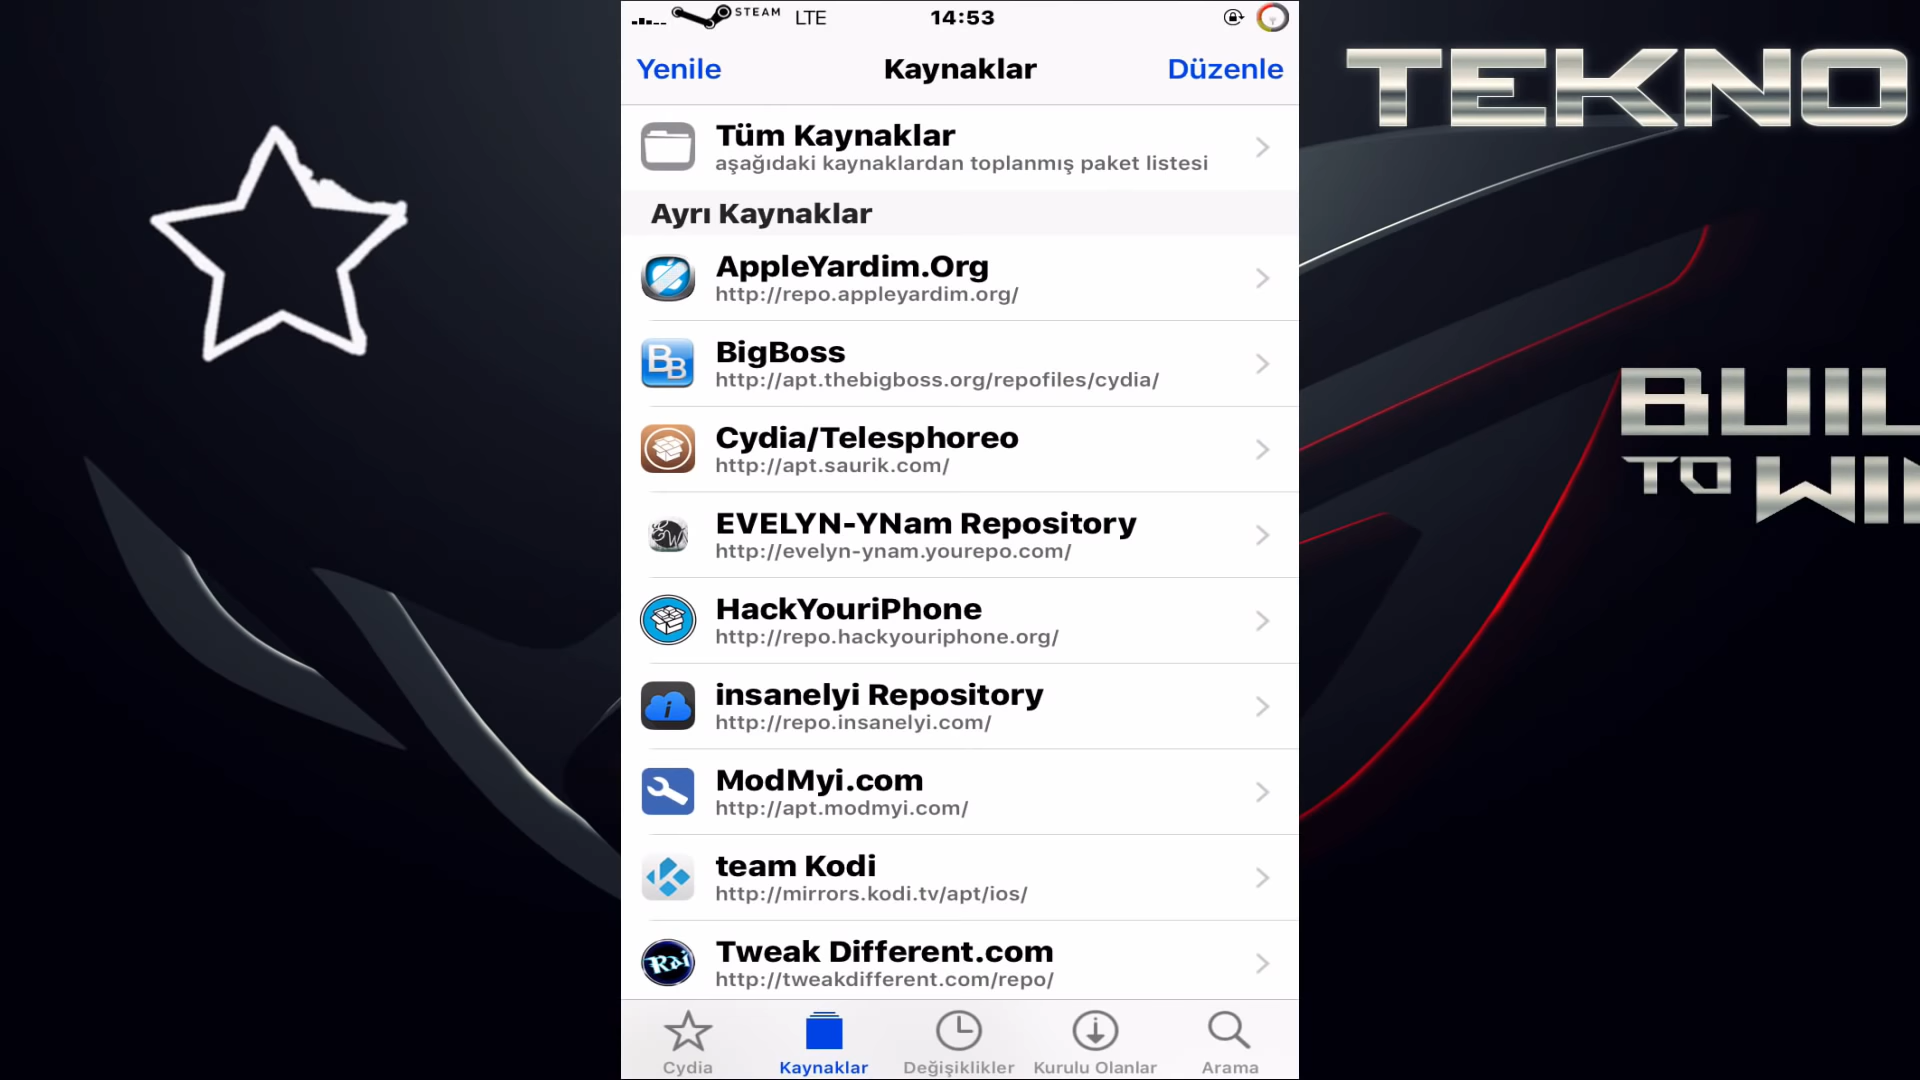 STEAM LTE 14:53
Yenile Kaynaklar Düzenle
Tüm Kaynaklar
aşağıdaki kaynaklardan toplanmış paket listesi
Ayrı Kaynaklar
AppleYardim.Org
http://repo.appleyardim.org/
BigBoss
http://apt.thebigboss.org/repofiles/cydia/
Cydia/Telesphoreo
http://apt.saurik.com/
EVELYN-YNam Repository
http://evelyn-ynam.yourepo.com/
HackYouriPhone
http://repo.hackyouriphone.org/
insanelyi Repository
http://repo.insanelyi.com/
ModMyi.com
http://apt.modmyi.com/
team Kodi
http://mirrors.kodi.tv/apt/ios/
Tweak Different.com
http://tweakdifferent.com/repo/
Cydia Kaynaklar Değişiklikler Kurulu Olanlar Arama
TEKNO
BUIL
TO WI